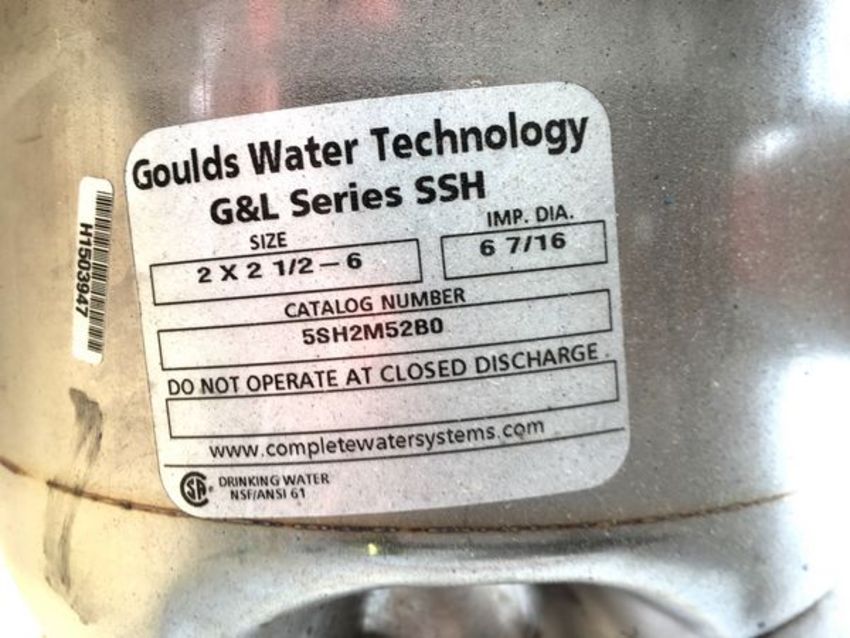 Goulds Water Technology
G&L Series SSH
SIZE
IMP. DIA.
2 X 2 1/2 – 6
6 7/16
CATALOG NUMBER
5SH2M52B0
DO NOT OPERATE AT CLOSED DISCHARGE.
www.completewatersystems.com
SA®
DRINKING WATER
NSF/ANSI 61
H1503947